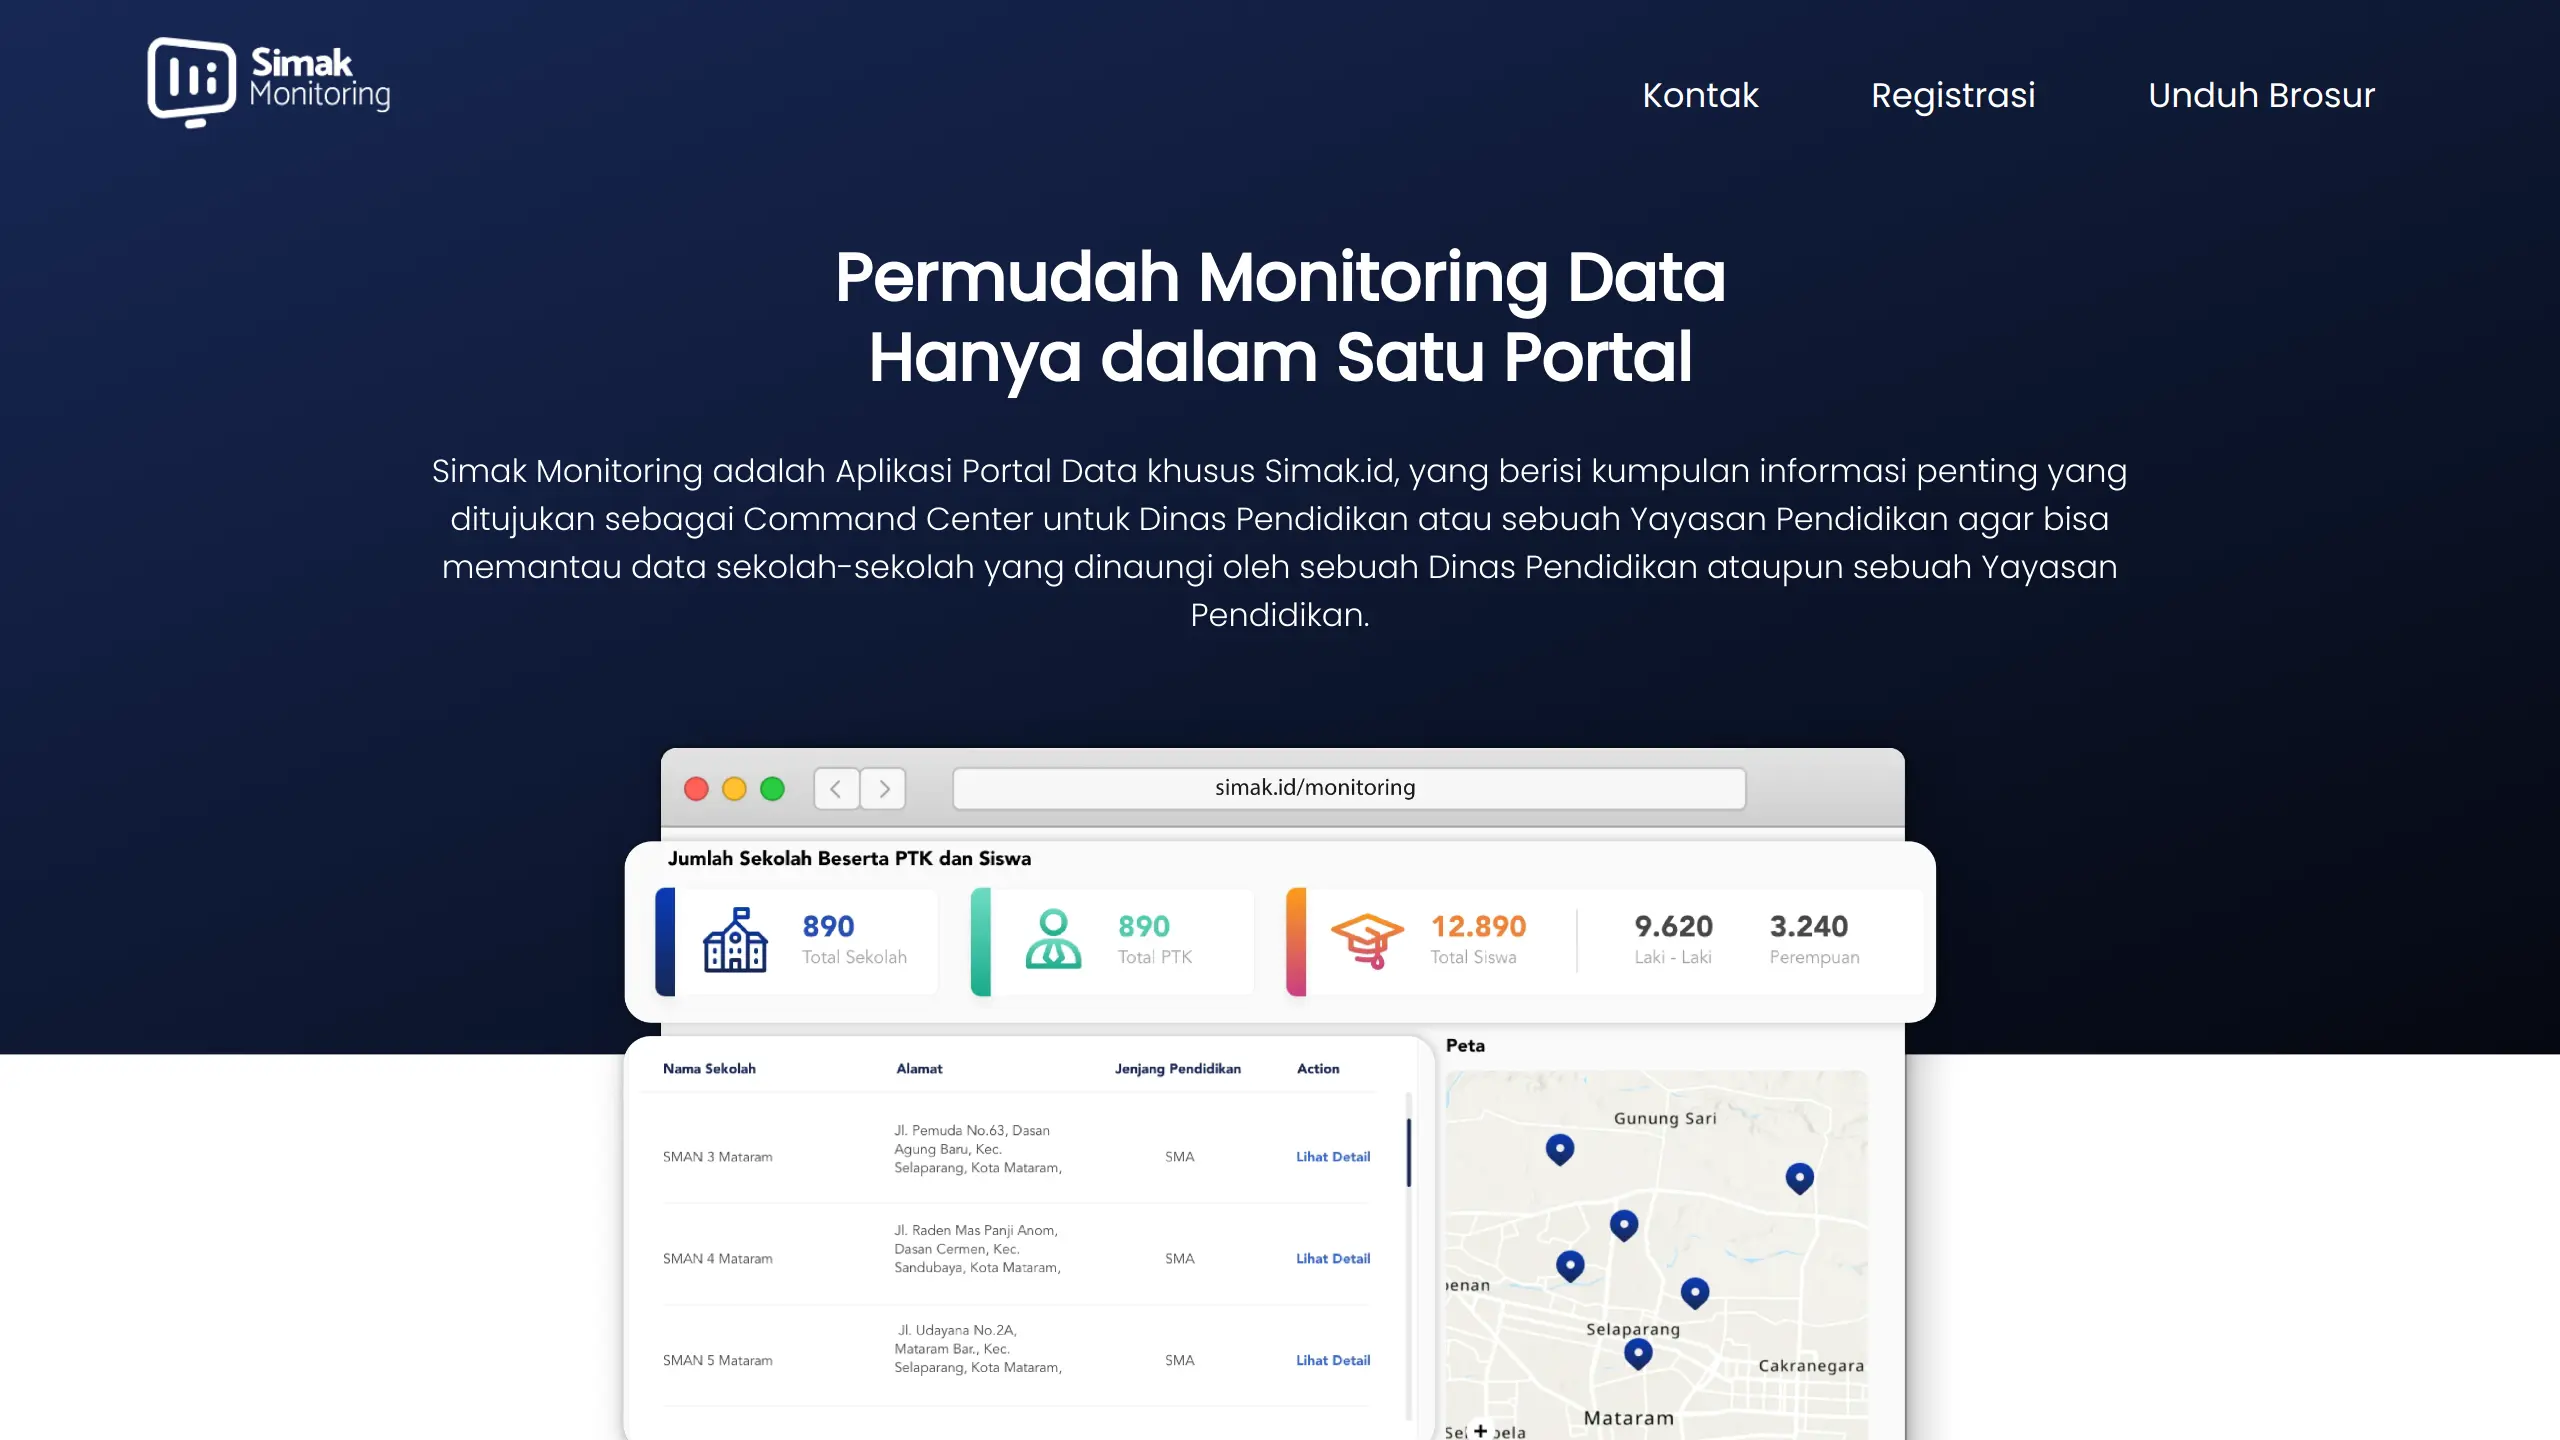 Simak
Monitoring
Kontak
Registrasi
Unduh Brosur
Permudah Monitoring Data
Hanya dalam Satu Portal
Simak Monitoring adalah Aplikasi Portal Data khusus Simak.id, yang berisi kumpulan informasi penting yang
ditujukan sebagai Command Center untuk Dinas Pendidikan atau sebuah Yayasan Pendidikan agar bisa
memantau data sekolah-sekolah yang dinaungi oleh sebuah Dinas Pendidikan ataupun sebuah Yayasan
Pendidikan.
simak.id/monitoring
Jumlah Sekolah Beserta PTK dan Siswa
890
Total Sekolah
890
Total PTK
12.890
Total Siswa
9.620
Laki - Laki
3.240
Perempuan
Nama Sekolah
Alamat
Jenjang Pendidikan
Action
SMAN 3 Mataram
Jl. Pemuda No.63, Dasan
Agung Baru, Kec.
Selaparang, Kota Mataram,
SMA
Lihat Detail
SMAN 4 Mataram
Jl. Raden Mas Panji Anom,
Dasan Cermen, Kec.
Sandubaya, Kota Mataram,
SMA
Lihat Detail
SMAN 5 Mataram
Jl. Udayana No.2A,
Mataram Bar., Kec.
Selaparang, Kota Mataram,
SMA
Lihat Detail
Peta
Gunung Sari
penan
Selaparang
Cakranegara
Mataram